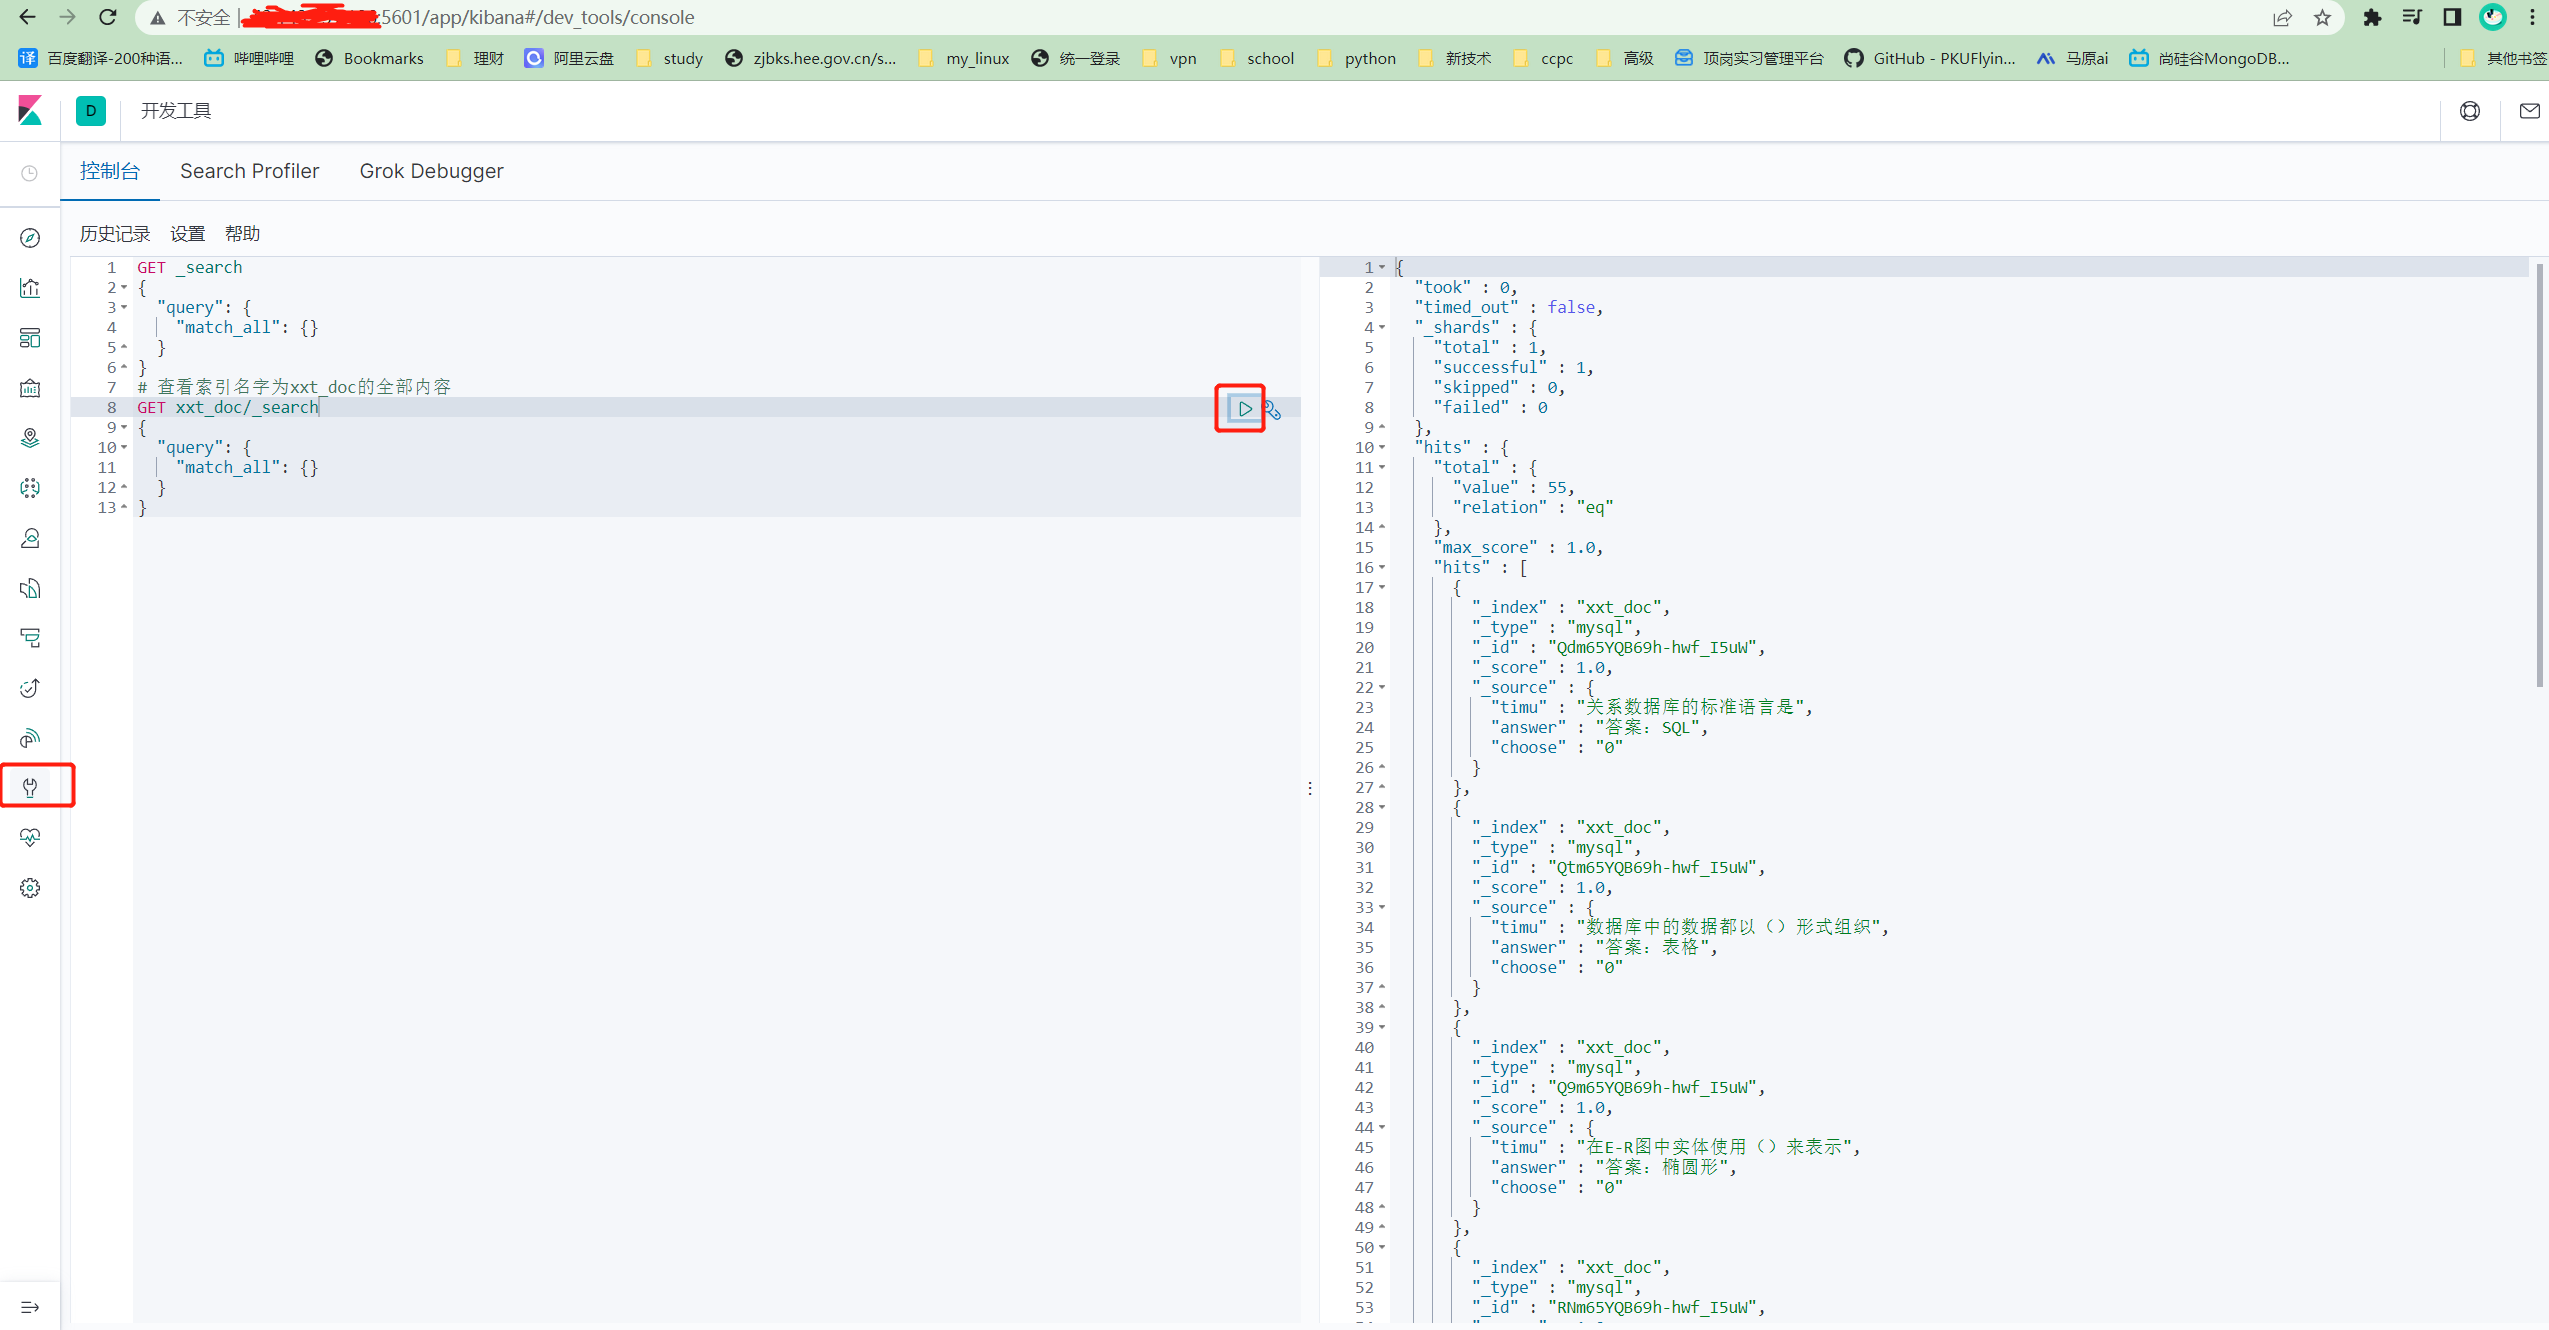 不安全 | :5601/app/kibana#/dev_tools/console
百度翻译-200种语... 哔哩哔哩 Bookmarks 理财 阿里云盘 study zjbks.hee.gov.cn/s... my_linux 统一登录 vpn school python 新技术 ccpc 高级 顶岗实习管理平台 GitHub - PKUFlyin... 马原ai 尚硅谷MongoDB... 其他书签
D 开发工具
控制台 Search Profiler Grok Debugger
历史记录 设置 帮助
1 GET _search
2 {
3 "query": {
4 "match_all": {}
5 }
6 }
7 # 查看索引名字为xxt_doc的全部内容
8 GET xxt_doc/_search
9 {
10 "query": {
11 "match_all": {}
12 }
13 }
1 {
2 "took" : 0,
3 "timed_out" : false,
4 "_shards" : {
5 "total" : 1,
6 "successful" : 1,
7 "skipped" : 0,
8 "failed" : 0
9 },
10 "hits" : {
11 "total" : {
12 "value" : 55,
13 "relation" : "eq"
14 },
15 "max_score" : 1.0,
16 "hits" : [
17 {
18 "_index" : "xxt_doc",
19 "_type" : "mysql",
20 "_id" : "Qdm65YQB69h-hwf_I5uW",
21 "_score" : 1.0,
22 "_source" : {
23 "timu" : "关系数据库的标准语言是",
24 "answer" : "答案：SQL",
25 "choose" : "0"
26 }
27 },
28 {
29 "_index" : "xxt_doc",
30 "_type" : "mysql",
31 "_id" : "Qtm65YQB69h-hwf_I5uW",
32 "_score" : 1.0,
33 "_source" : {
34 "timu" : "数据库中的数据都以（）形式组织",
35 "answer" : "答案：表格",
36 "choose" : "0"
37 }
38 },
39 {
40 "_index" : "xxt_doc",
41 "_type" : "mysql",
42 "_id" : "Q9m65YQB69h-hwf_I5uW",
43 "_score" : 1.0,
44 "_source" : {
45 "timu" : "在E-R图中实体使用（）来表示",
46 "answer" : "答案：椭圆形",
47 "choose" : "0"
48 }
49 },
50 {
51 "_index" : "xxt_doc",
52 "_type" : "mysql",
53 "_id" : "RNm65YQB69h-hwf_I5uW",